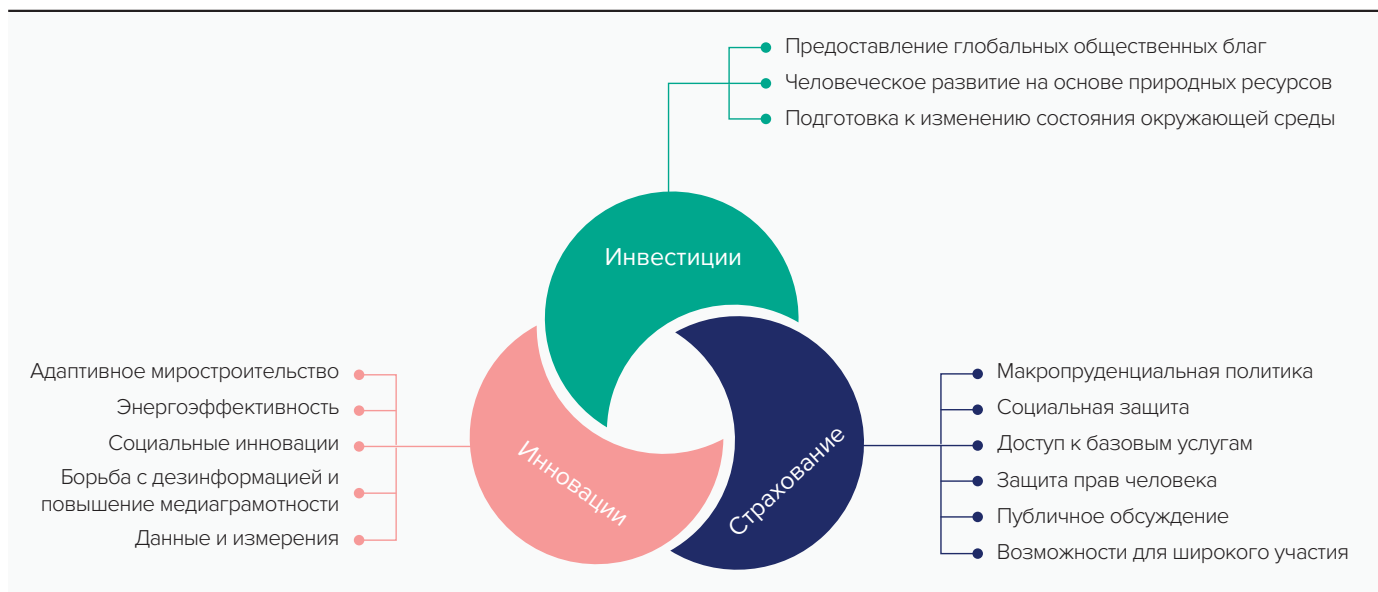 Предоставление глобальных общественных благ
Человеческое развитие на основе природных ресурсов
Подготовка к изменению состояния окружающей среды
Инвестиции
Адаптивное миростроительство
Энергоэффективность
Социальные инновации
Борьба с дезинформацией и
повышение медиаграмотности
Данные и измерения
Инновации
Страхование
Макропруденциальная политика
Социальная защита
Доступ к базовым услугам
Защита прав человека
Публичное обсуждение
Возможности для широкого участия